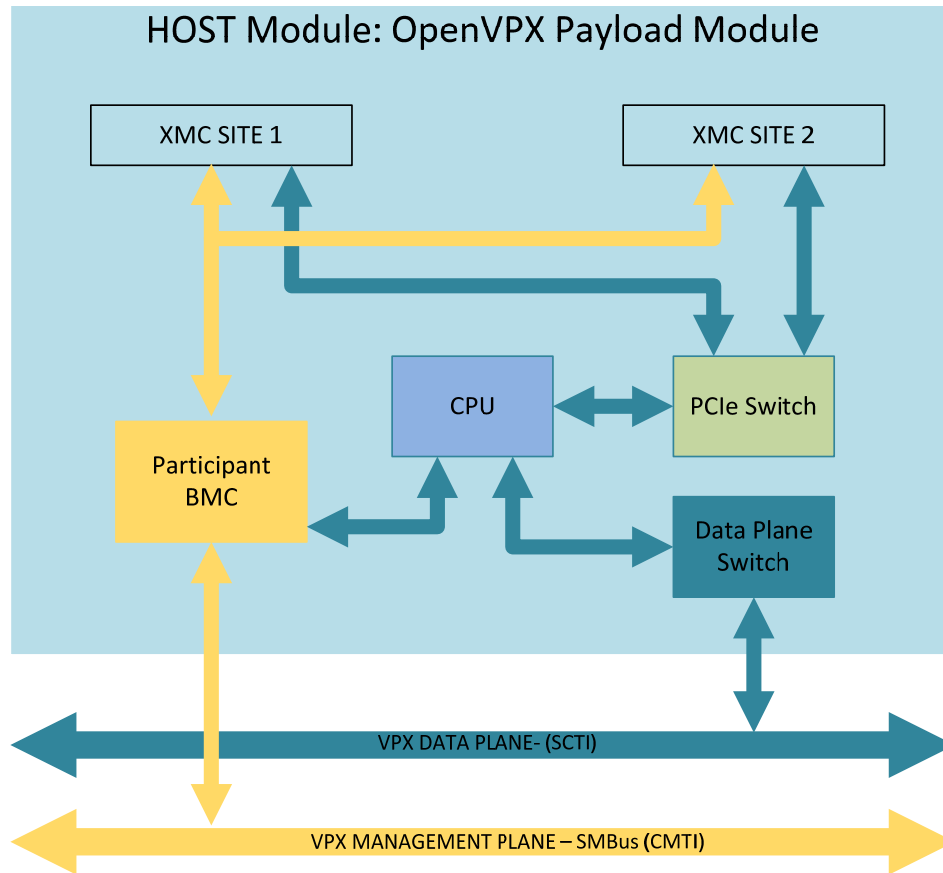 HOST Module: OpenVPX Payload Module
XMC SITE 1
XMC SITE 2
CPU
PCIe Switch
Participant
BMC
Data Plane
Switch
VPX DATA PLANE- (SCTI)
VPX MANAGEMENT PLANE – SMBus (CMTI)